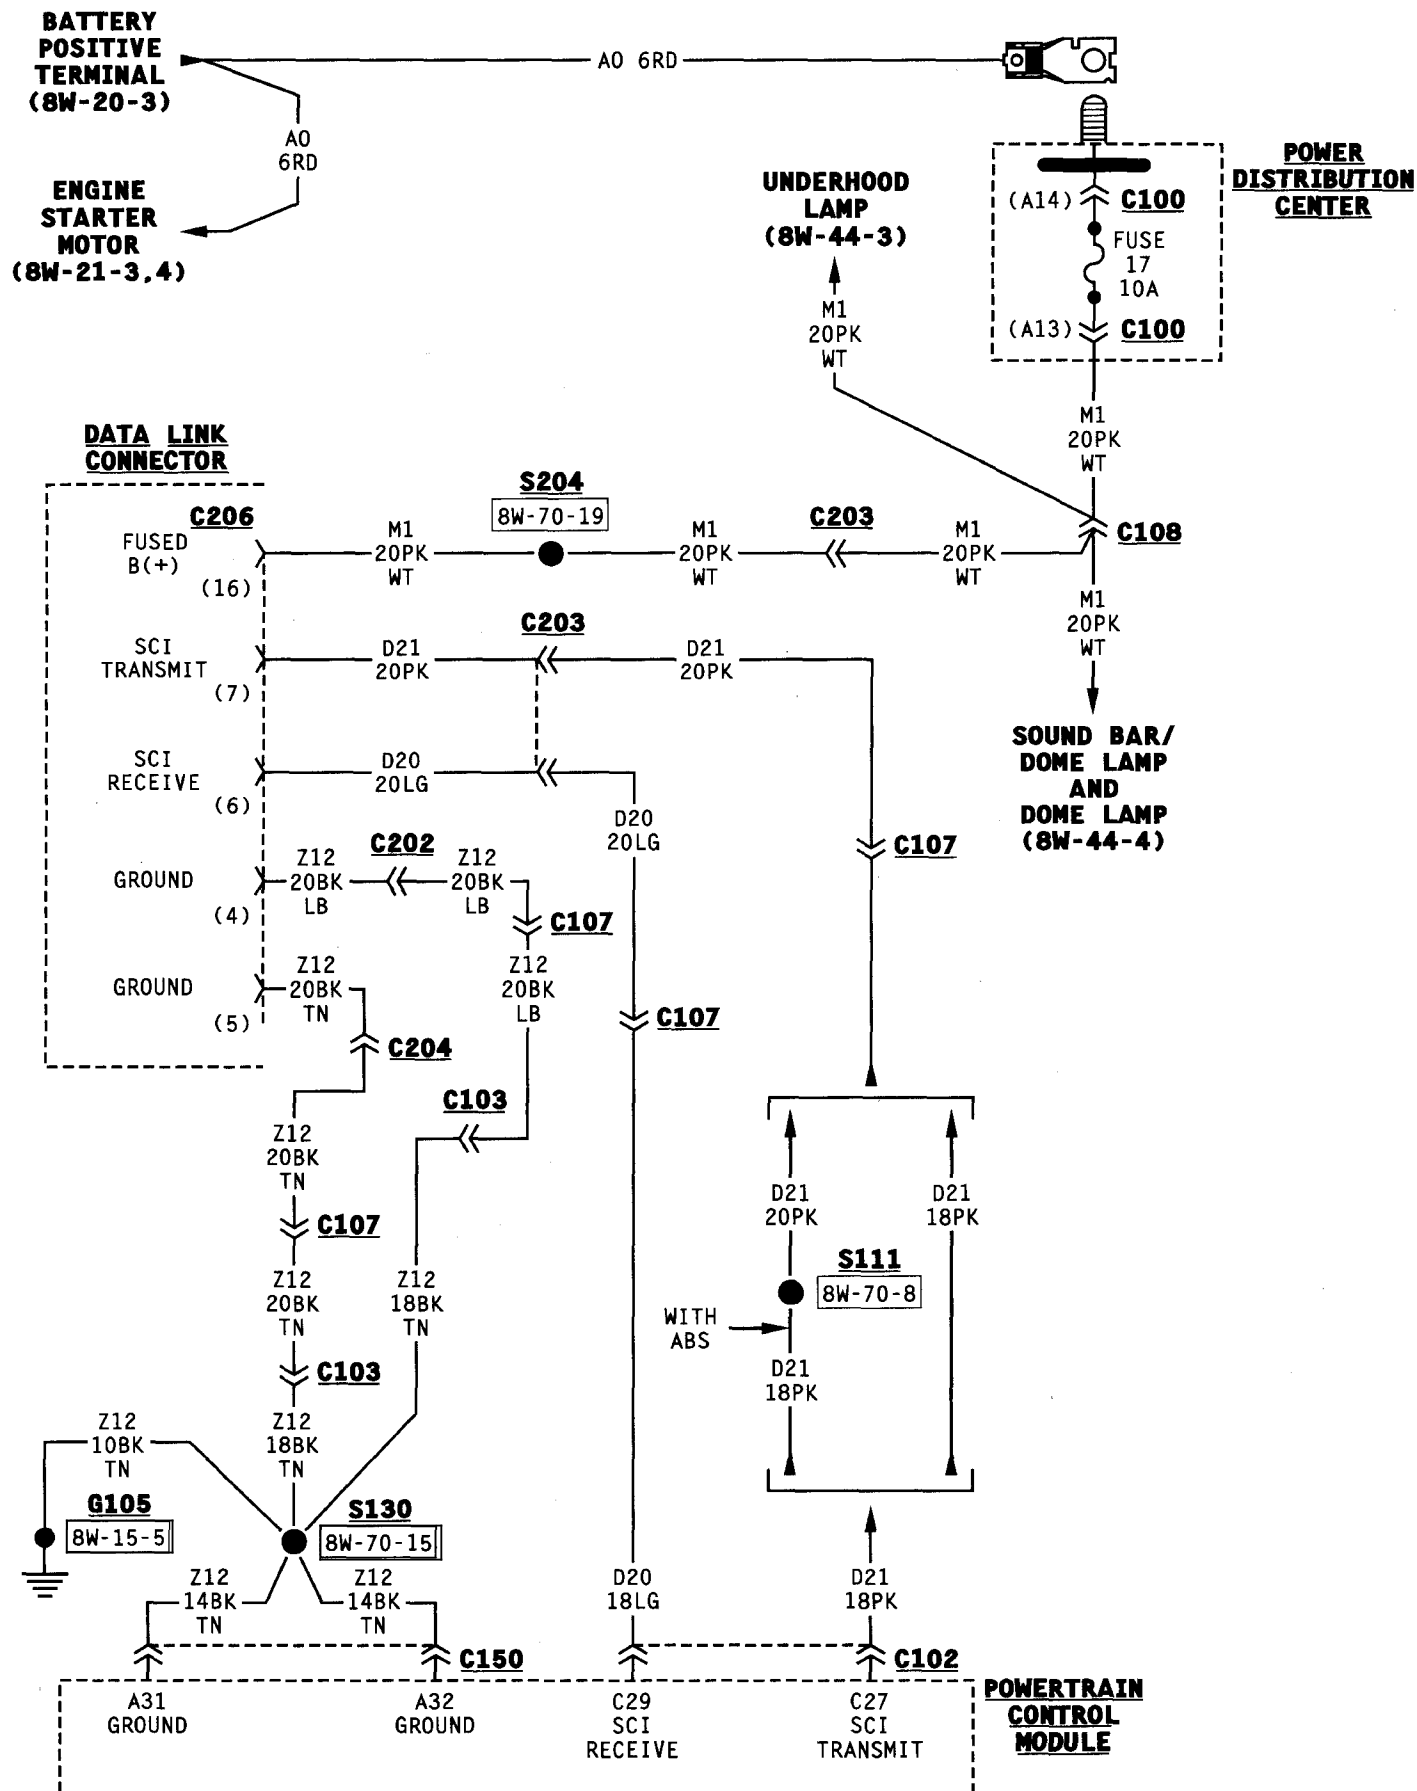 BATTERY
POSITIVE
TERMINAL
(8W-20-3)
A0 6RD
A0
6RD
ENGINE
STARTER
MOTOR
(8W-21-3,4)
POWER
DISTRIBUTION
CENTER
(A14)
C100
FUSE
17
10A
(A13)
C100
UNDERHOOD
LAMP
(8W-44-3)
M1
20PK
WT
M1
20PK
WT
C108
DATA LINK
CONNECTOR
C206
FUSED
B(+)
(16)
M1
20PK
WT
S204
8W-70-19
M1
20PK
WT
C203
M1
20PK
WT
M1
20PK
WT
SOUND BAR/
DOME LAMP
AND
DOME LAMP
(8W-44-4)
SCI
TRANSMIT
(7)
D21
20PK
C203
D21
20PK
SCI
RECEIVE
(6)
D20
20LG
D20
20LG
C107
GROUND
(4)
Z12
20BK
LB
C202
Z12
20BK
LB
C107
Z12
20BK
LB
C107
GROUND
(5)
Z12
20BK
TN
C204
C103
Z12
20BK
TN
C107
Z12
20BK
TN
Z12
18BK
TN
C103
Z12
18BK
TN
D21
20PK
D21
18PK
S111
8W-70-8
WITH
ABS
D21
18PK
Z12
10BK
TN
G105
8W-15-5
S130
8W-70-15
Z12
14BK
TN
Z12
14BK
TN
D20
18LG
D21
18PK
C150
C102
POWERTRAIN
CONTROL
MODULE
A31
GROUND
A32
GROUND
C29
SCI
RECEIVE
C27
SCI
TRANSMIT